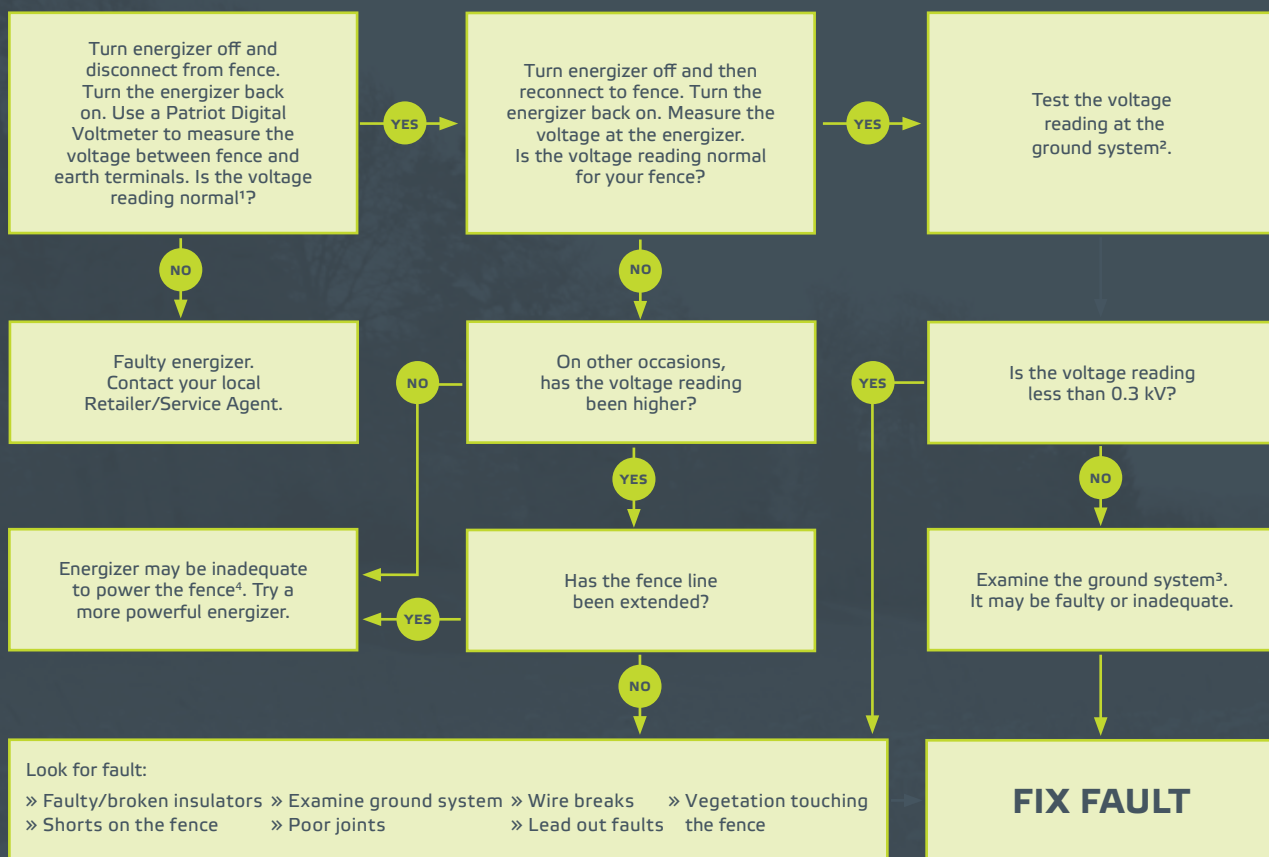 Turn energizer off and
disconnect from fence.
Turn the energizer back
on. Use a Patriot Digital
Voltmeter to measure the
voltage between fence and
earth terminals. Is the voltage
reading normal¹?
YES
Turn energizer off and then
reconnect to fence. Turn the
energizer back on. Measure the
voltage at the energizer.
Is the voltage reading normal
for your fence?
YES
Test the voltage
reading at the
ground system².
NO
NO
Faulty energizer.
Contact your local
Retailer/Service Agent.
NO
On other occasions,
has the voltage reading
been higher?
YES
Is the voltage reading
less than 0.3 kV?
YES
NO
Energizer may be inadequate
to power the fence⁴. Try a
more powerful energizer.
YES
Has the fence line
been extended?
Examine the ground system³.
It may be faulty or inadequate.
NO
Look for fault:
» Faulty/broken insulators » Examine ground system » Wire breaks » Vegetation touching
» Shorts on the fence » Poor joints » Lead out faults the fence
FIX FAULT